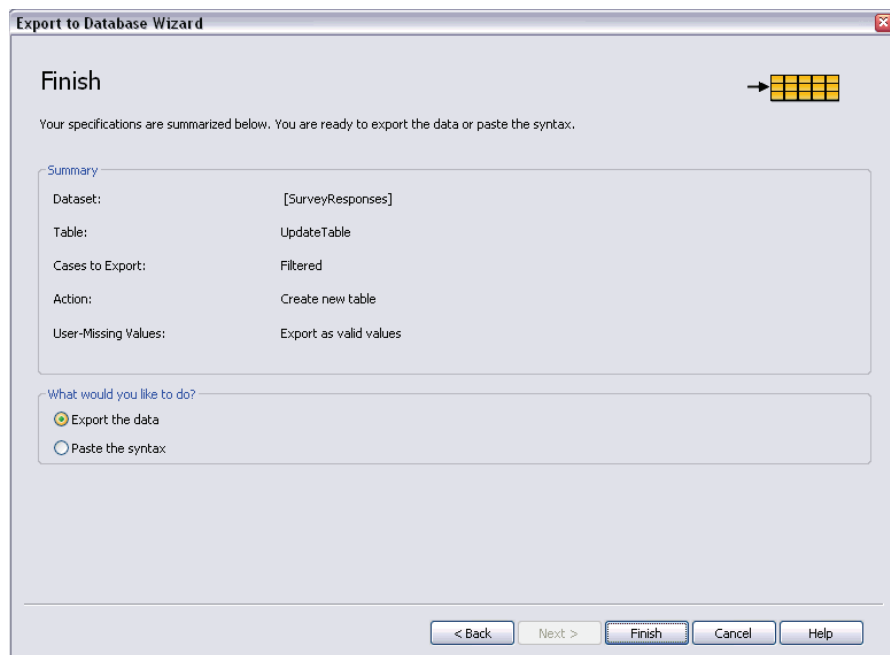 Export to Database Wizard
Finish
Your specifications are summarized below. You are ready to export the data or paste the syntax.
Summary
Dataset: [SurveyResponses]
Table: UpdateTable
Cases to Export: Filtered
Action: Create new table
User-Missing Values: Export as valid values
What would you like to do?
Export the data
Paste the syntax
< Back Next > Finish Cancel Help